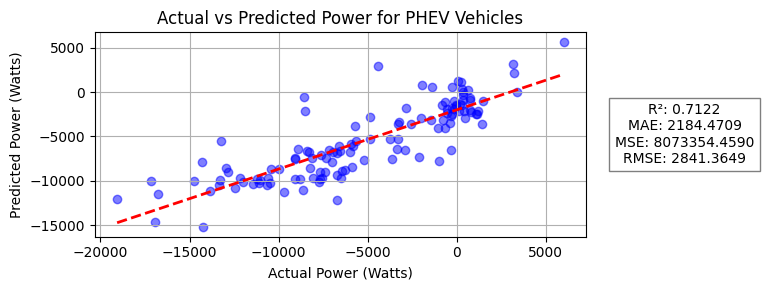 Actual vs Predicted Power for PHEV Vehicles
Predicted Power (Watts)
5000
0
−5000
−10000
−15000
−20000 −15000 −10000 −5000 0 5000
Actual Power (Watts)
R²: 0.7122
MAE: 2184.4709
MSE: 8073354.4590
RMSE: 2841.3649